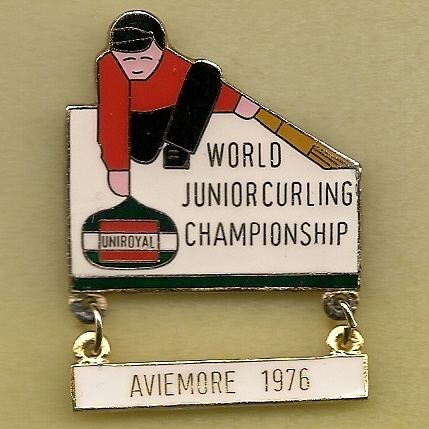 WORLD
JUNIOR CURLING
UNIROYAL CHAMPIONSHIP
AVIEMORE 1976